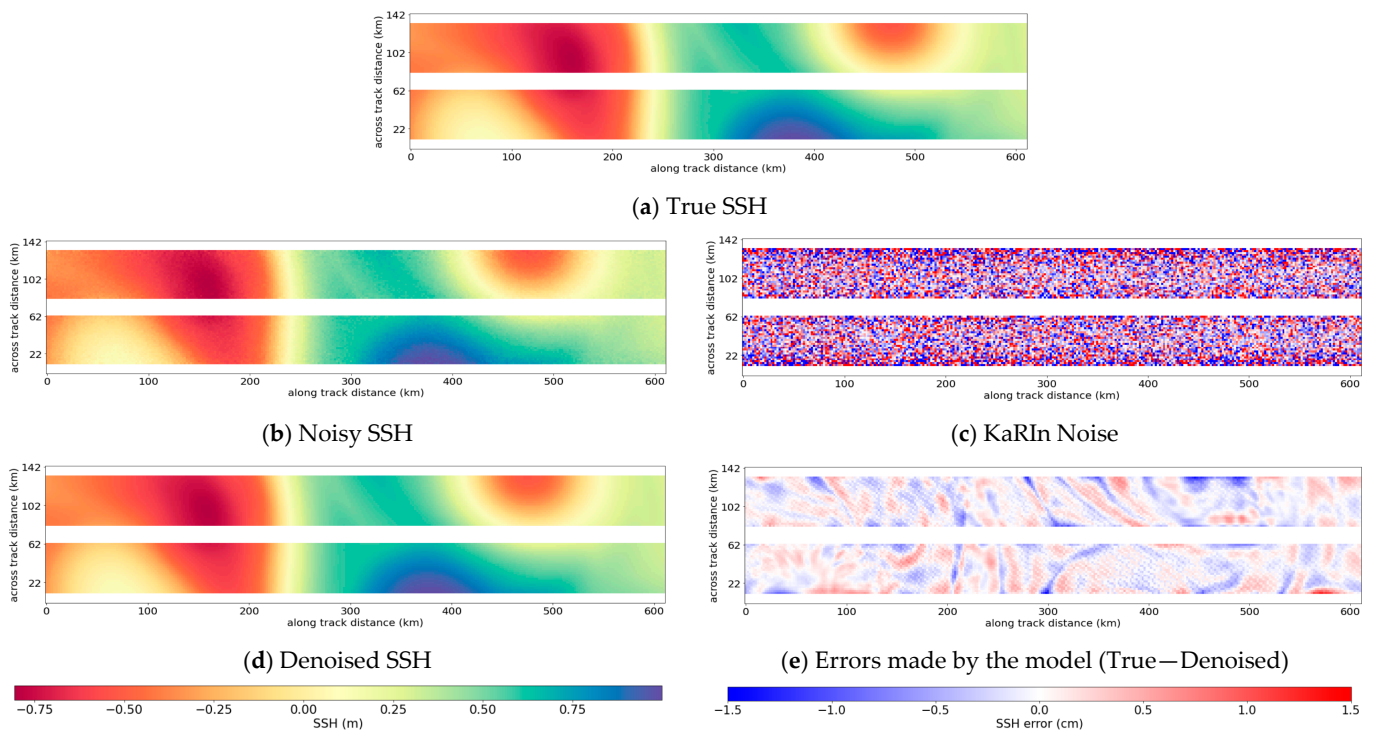 142
102
62
22
across track distance (km)
0 100 200 300 400 500 600
along track distance (km)
(a) True SSH
142
102
62
22
across track distance (km)
0 100 200 300 400 500 600
along track distance (km)
(b) Noisy SSH
142
102
62
22
across track distance (km)
0 100 200 300 400 500 600
along track distance (km)
(c) KaRIn Noise
142
102
62
22
across track distance (km)
0 100 200 300 400 500 600
along track distance (km)
(d) Denoised SSH
142
102
62
22
across track distance (km)
0 100 200 300 400 500 600
along track distance (km)
(e) Errors made by the model (True—Denoised)
−0.75 −0.50 −0.25 0.00 0.25 0.50 0.75
SSH (m)
−1.5 −1.0 −0.5 0.0 0.5 1.0 1.5
SSH error (cm)